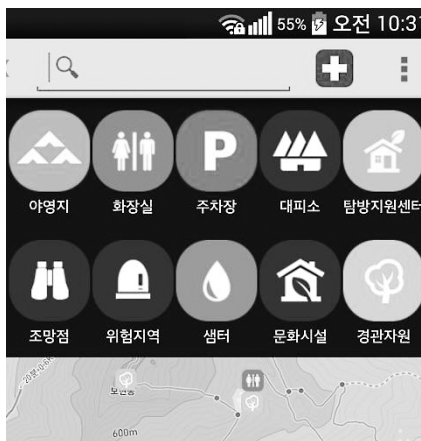 55% 오전 10:31
P
야영지 화장실 주차장 대피소 탐방지원센터
조망점 위험지역 샘터 문화시설 경관자원
600m